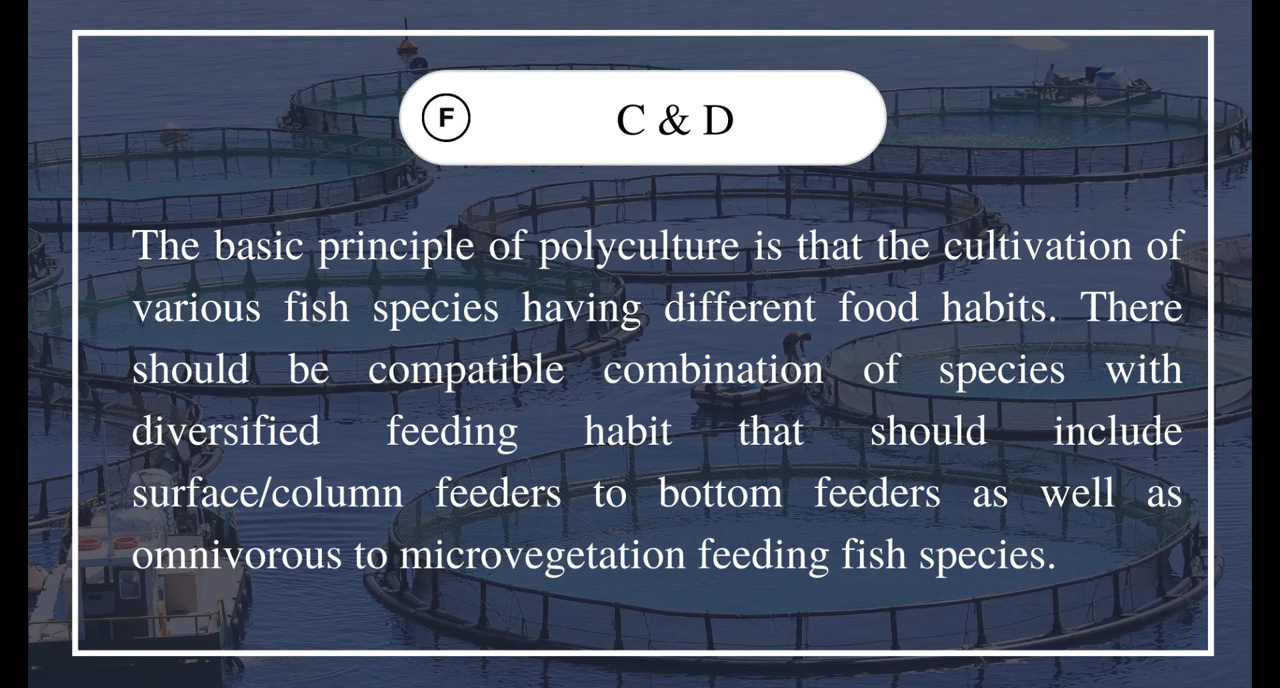 F
C & D
The basic principle of polyculture is that the cultivation of
various fish species having different food habits. There
should be compatible combination of species with
diversified feeding habit that should include
surface/column feeders to bottom feeders as well as
omnivorous to microvegetation feeding fish species.